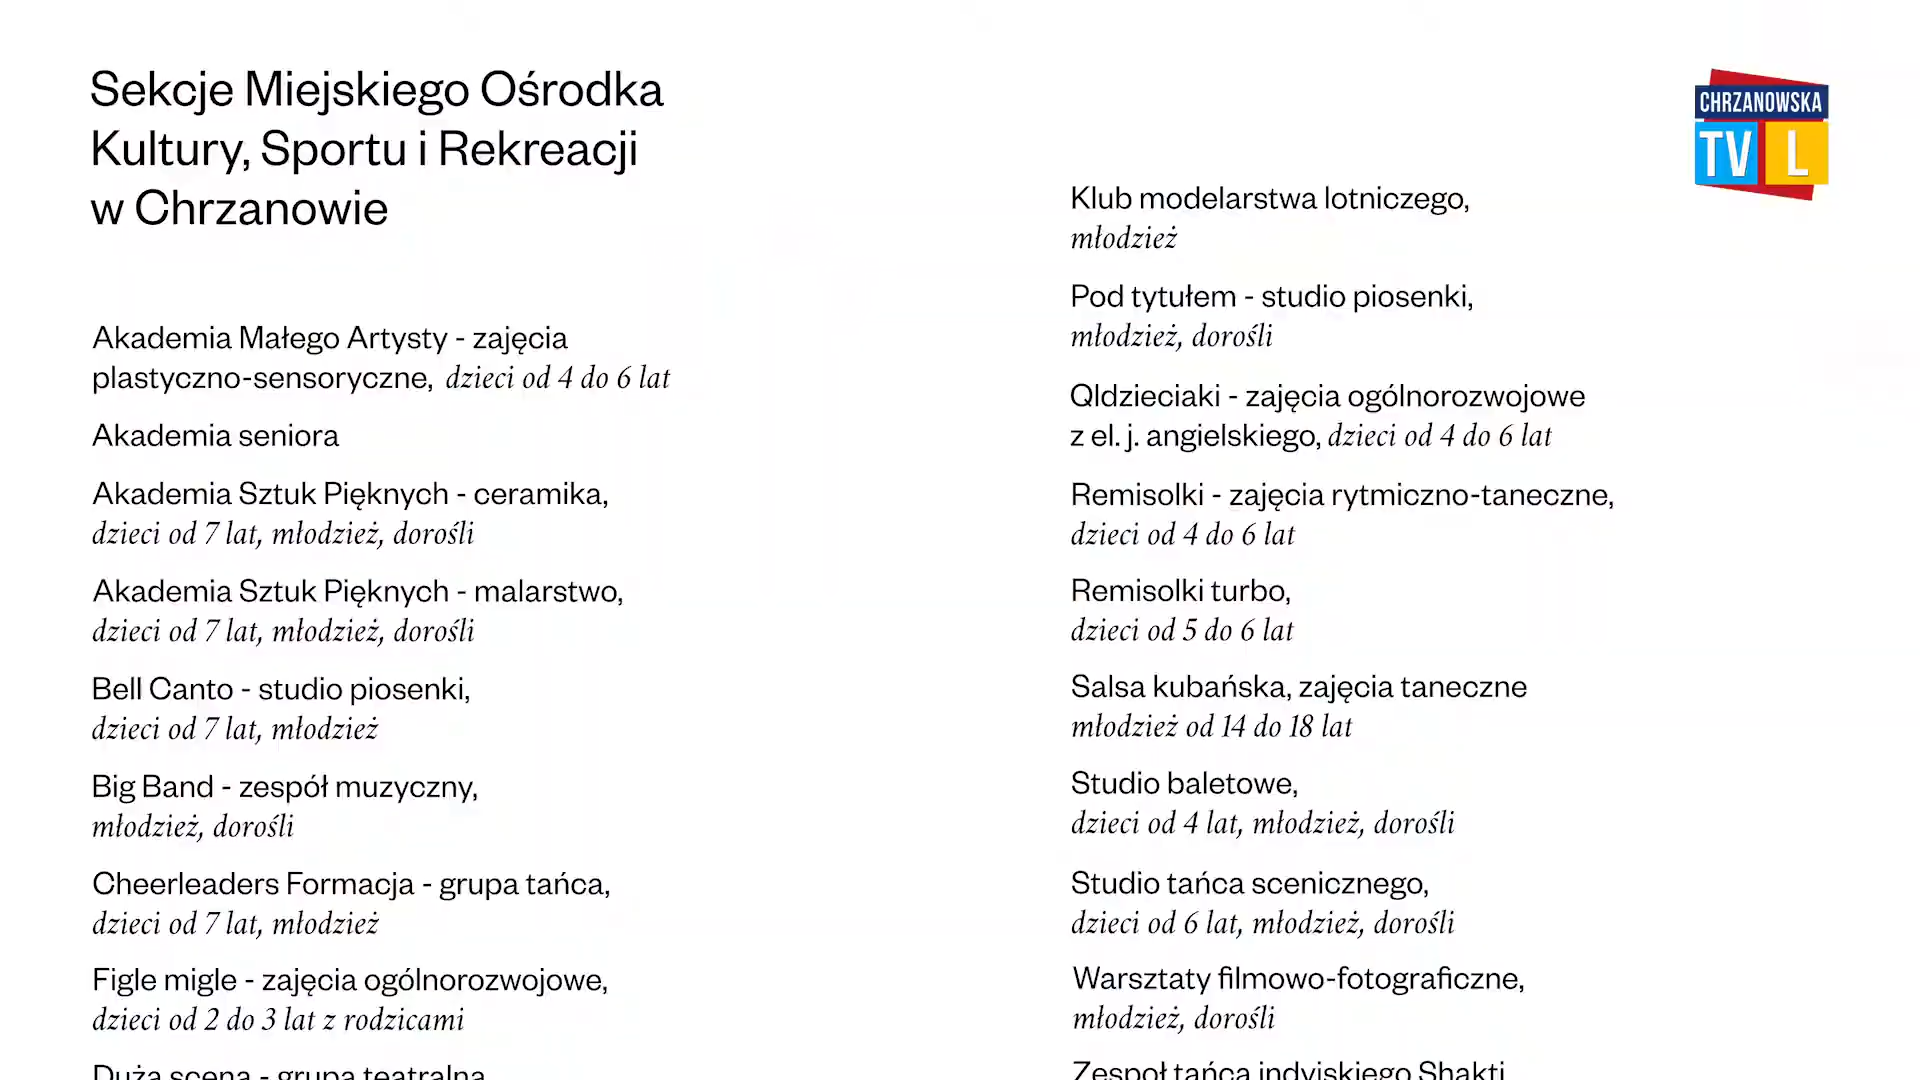 Sekcje Miejskiego Ośrodka
Kultury, Sportu i Rekreacji
w Chrzanowie
Akademia Małego Artysty - zajęcia
plastyczno-sensoryczne, dzieci od 4 do 6 lat
Akademia seniora
Akademia Sztuk Pięknych - ceramika,
dzieci od 7 lat, młodzież, dorośli
Akademia Sztuk Pięknych - malarstwo,
dzieci od 7 lat, młodzież, dorośli
Bell Canto - studio piosenki,
dzieci od 7 lat, młodzież
Big Band - zespół muzyczny,
młodzież, dorośli
Cheerleaders Formacja - grupa tańca,
dzieci od 7 lat, młodzież
Figle migle - zajęcia ogólnorozwojowe,
dzieci od 2 do 3 lat z rodzicami
Duża scena - grupa teatralna
CHRZANOWSKA
TV L
Klub modelarstwa lotniczego,
młodzież
Pod tytułem - studio piosenki,
młodzież, dorośli
Qldzieciaki - zajęcia ogólnorozwojowe
z el. j. angielskiego, dzieci od 4 do 6 lat
Remisolki - zajęcia rytmiczno-taneczne,
dzieci od 4 do 6 lat
Remisolki turbo,
dzieci od 5 do 6 lat
Salsa kubańska, zajęcia taneczne
młodzież od 14 do 18 lat
Studio baletowe,
dzieci od 4 lat, młodzież, dorośli
Studio tańca scenicznego,
dzieci od 6 lat, młodzież, dorośli
Warsztaty filmowo-fotograficzne,
młodzież, dorośli
Zespoł tańca indyjskiego Shakti